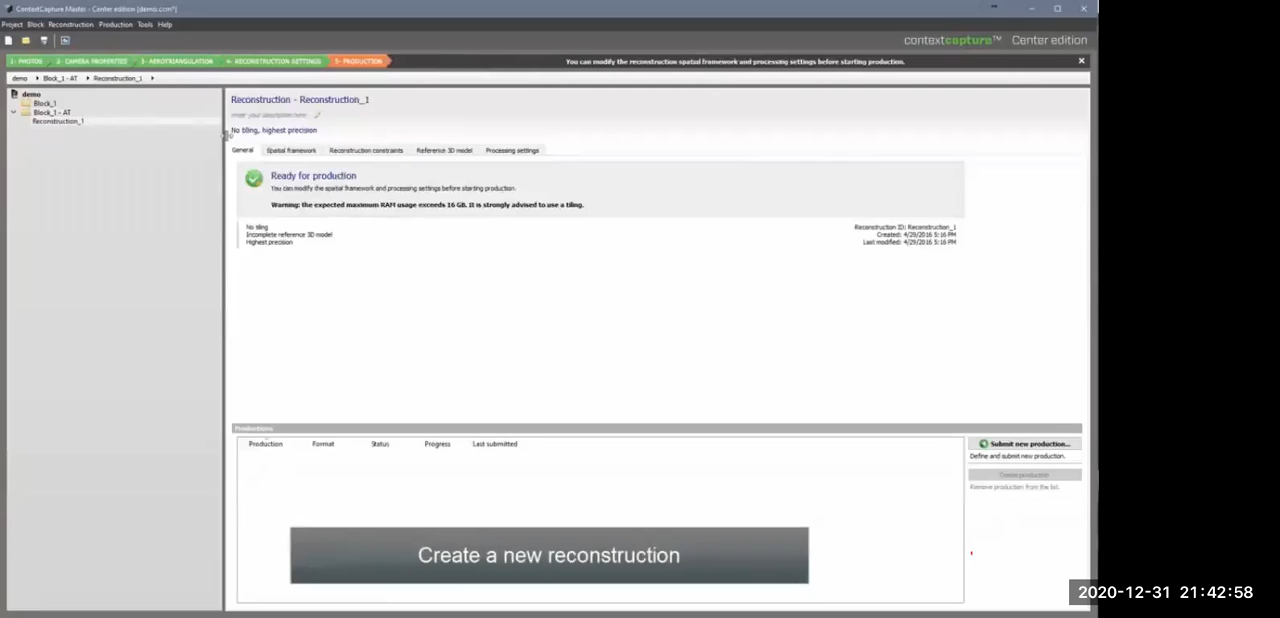 ContextCapture Master - Center edition [demo.ccm*]
Project Block Reconstruction Production Tools Help
contextcapture™ Center edition
1- PHOTOS 2- CAMERA PROPERTIES 3- AEROTRIANGULATION 4- RECONSTRUCTION SETTINGS 5- PRODUCTION You can modify the reconstruction spatial framework and processing settings before starting production.
demo Block_1 - AT Reconstruction_1
demo
Block_1
Block_1 - AT
Reconstruction_1
Reconstruction - Reconstruction_1
enter your description here
No tiling, highest precision
General Spatial framework Reconstruction constraints Reference 3D model Processing settings
Ready for production
You can modify the spatial framework and processing settings before starting production.
Warning: the expected maximum RAM usage exceeds 16 GB. It is strongly advised to use a tiling.
No tiling
Incomplete reference 3D model
Highest precision
Reconstruction ID: Reconstruction_1
Created: 4/29/2016 5:16 PM
Last modified: 4/29/2016 5:16 PM
Productions
Production Format Status Progress Last submitted
Submit new production...
Define and submit new production.
Remove production from the list.
Create a new reconstruction
2020-12-31 21:42:58